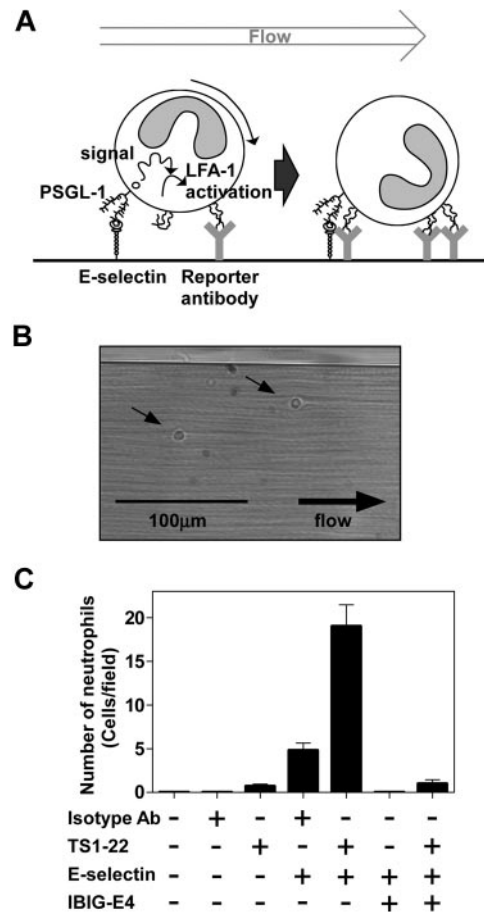 A
Flow
signal
LFA-1
activation
PSGL-1
E-selectin
Reporter
antibody
B
100μm
flow
C
Number of neutrophils
(Cells/field)
20
15
10
5
0
Isotype Ab - + - + - - -
TS1-22 - - + - + - +
E-selectin - - - + + + +
IBIG-E4 - - - - - + +